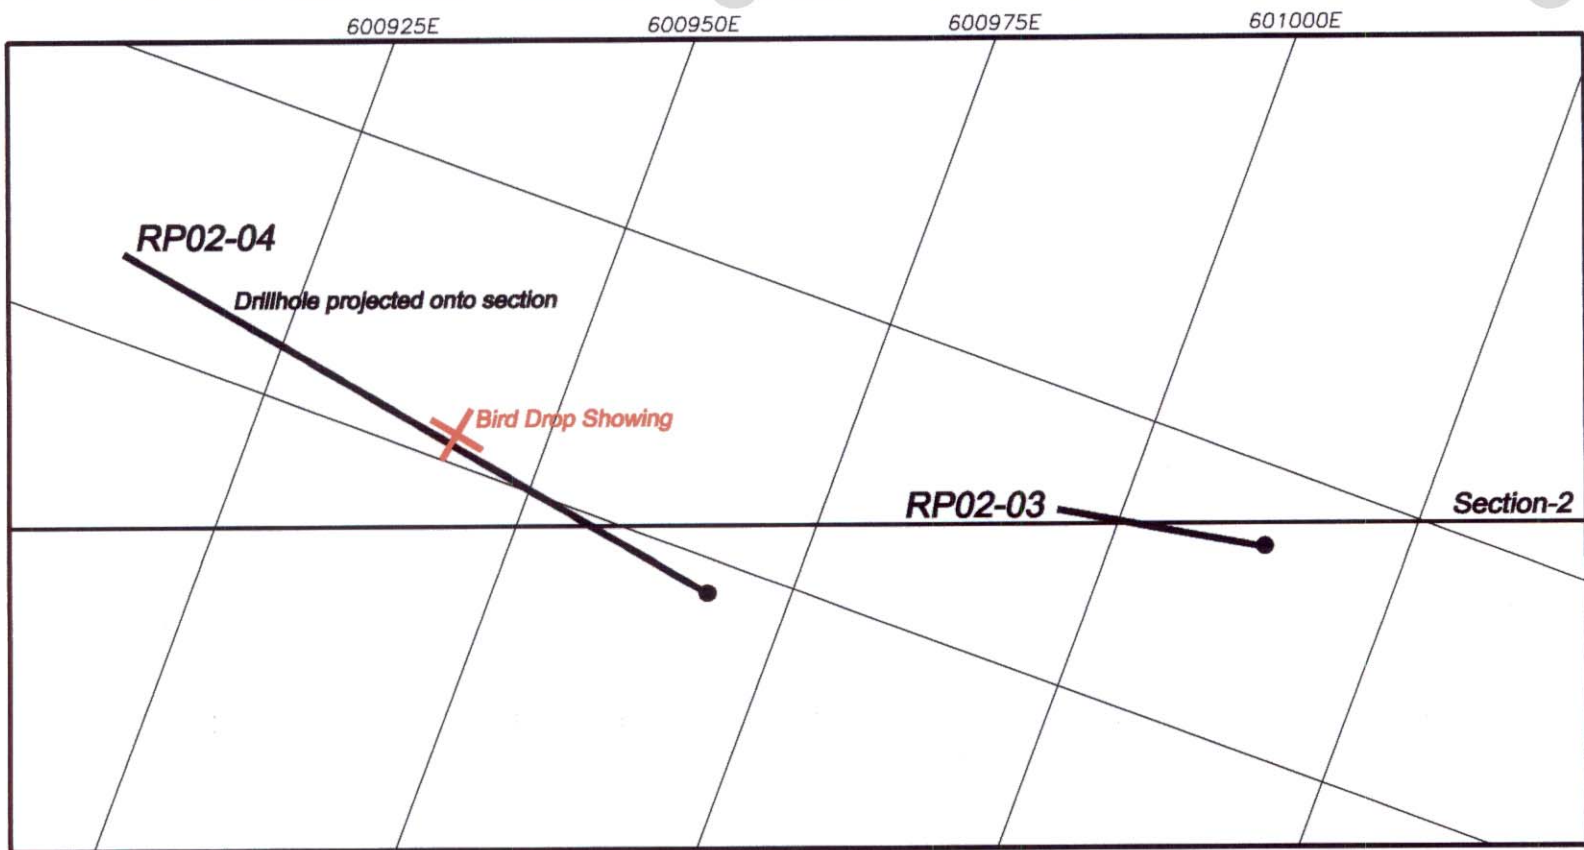 600925E
600950E
600975E
601000E
RP02-04
Drillhole projected onto section
Bird Drop Showing
RP02-03
Section-2